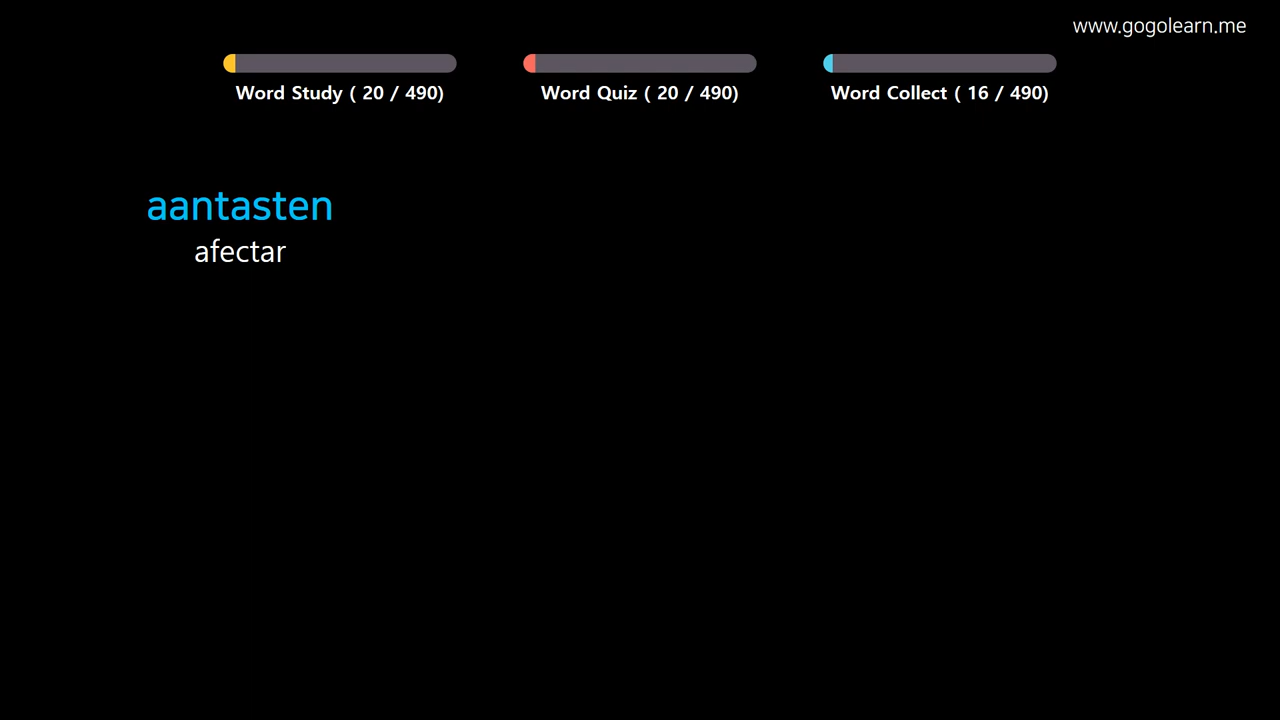 www.gogolearn.me
Word Study ( 20 / 490)
Word Quiz ( 20 / 490)
Word Collect ( 16 / 490)
aantasten
afectar